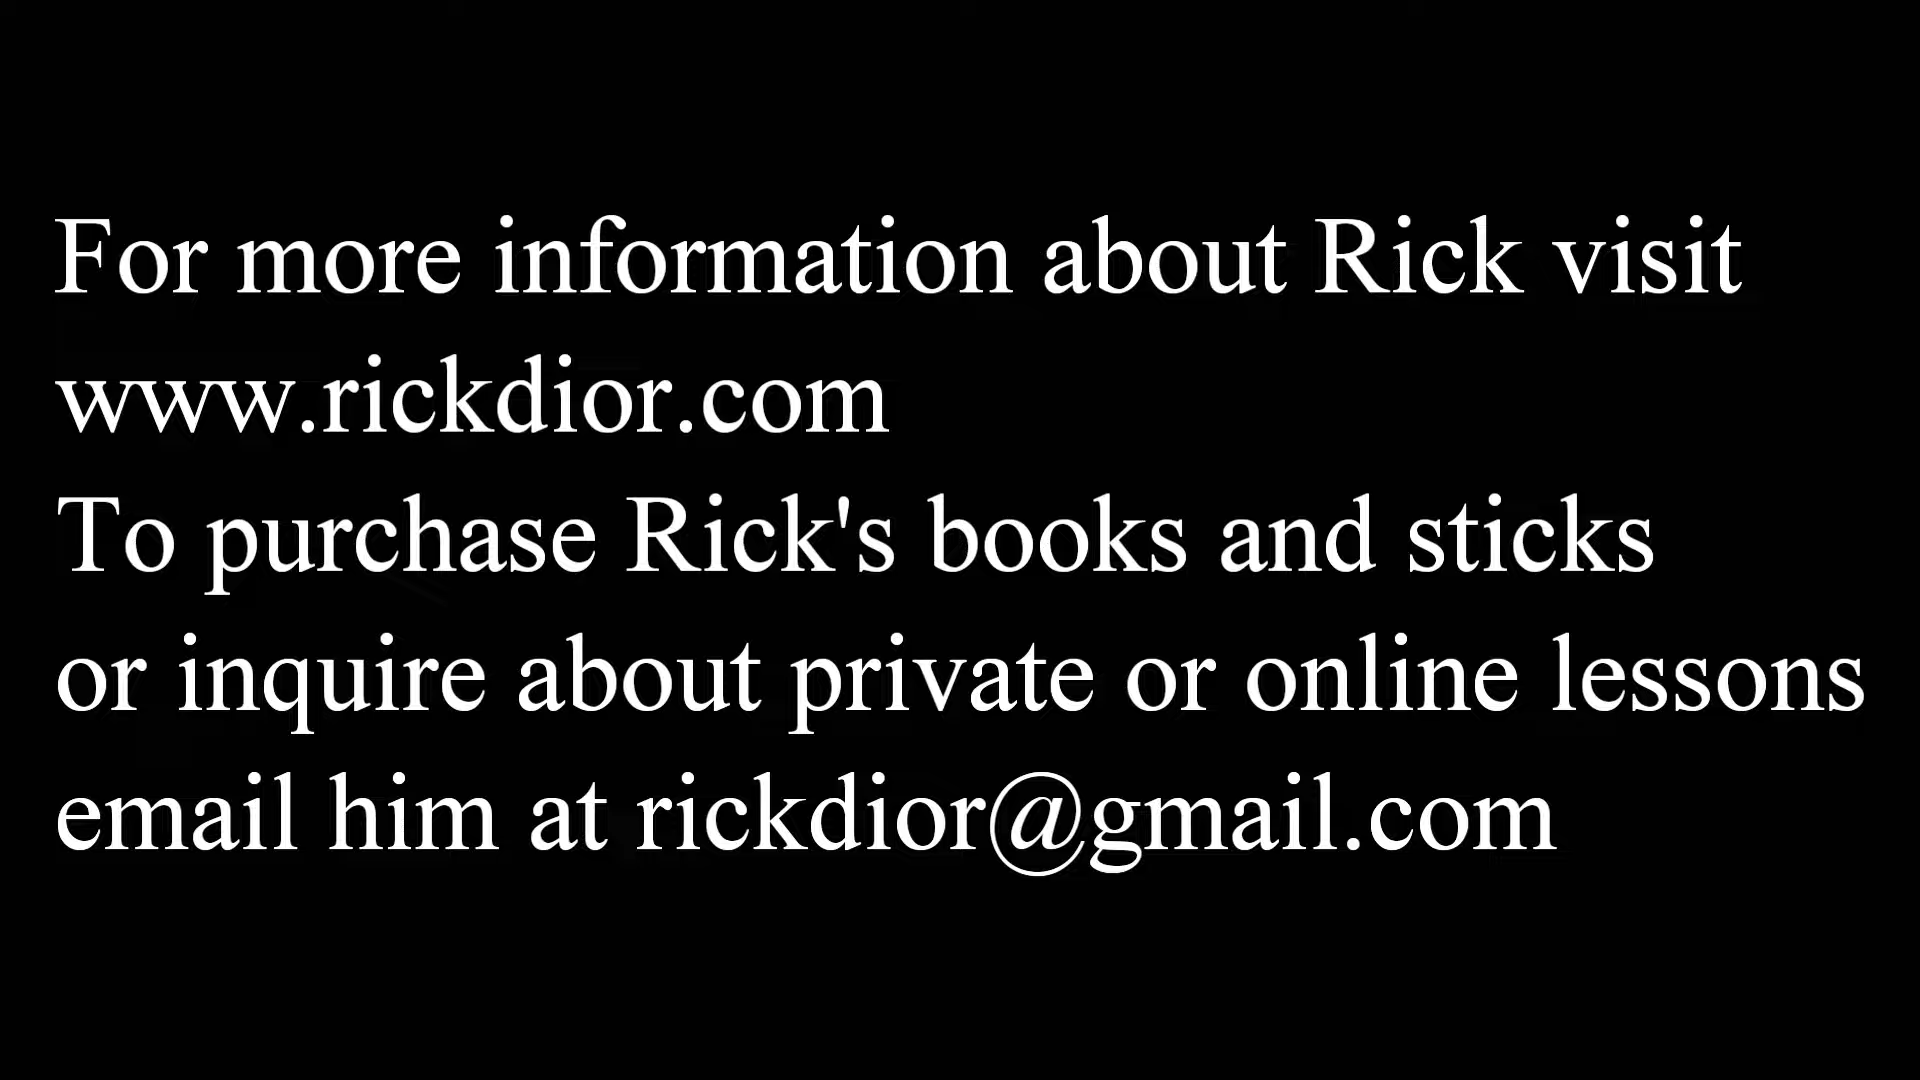 For more information about Rick visit
www.rickdior.com
To purchase Rick's books and sticks
or inquire about private or online lessons
email him at rickdior@gmail.com